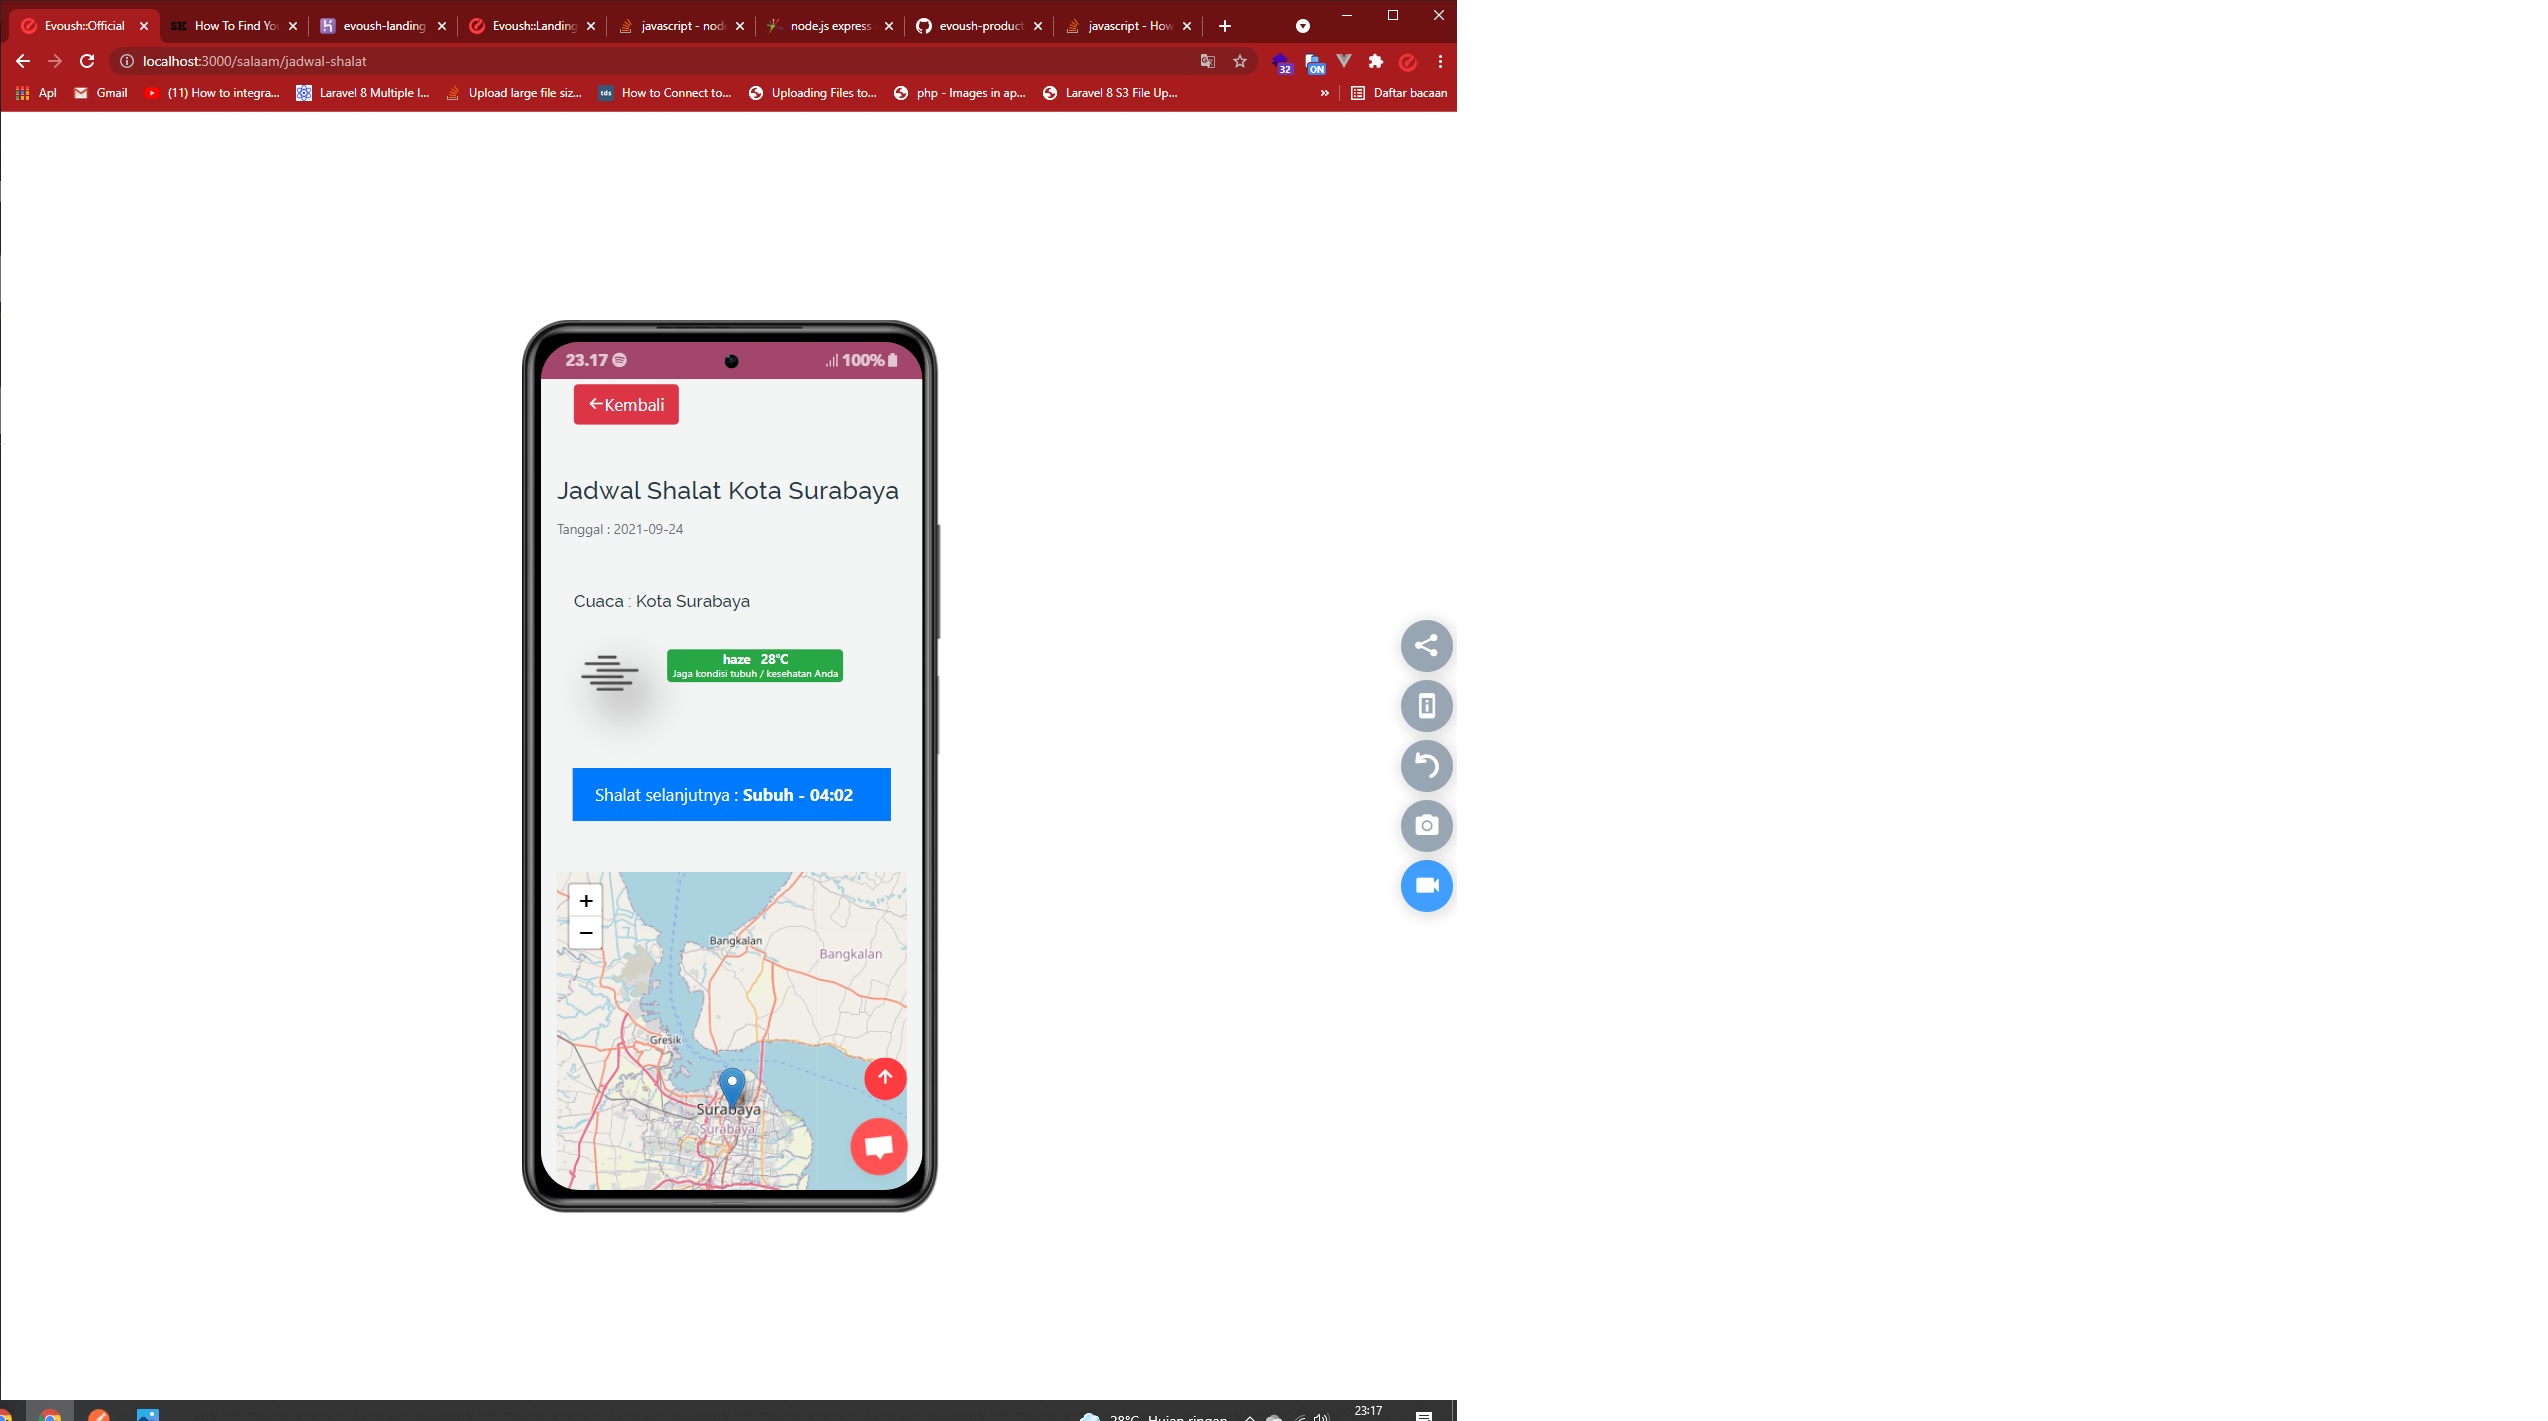 Evoush::Official
SK How To Find Yo
evoush-landing
Evoush::Landing
javascript - nod
node.js express
evoush-product
javascript - How
localhost:3000/salaam/jadwal-shalat
32
ON
Apl
Gmail
(11) How to integra...
Laravel 8 Multiple I...
Upload large file siz...
tds How to Connect to...
Uploading Files to...
php - Images in ap...
Laravel 8 S3 File Up...
»
Daftar bacaan
23.17
100%
←Kembali
Jadwal Shalat Kota Surabaya
Tanggal : 2021-09-24
Cuaca : Kota Surabaya
haze 28°C
Jaga kondisi tubuh / kesehatan Anda
Shalat selanjutnya : Subuh - 04:02
+
−
Bangkalan
Bangkalan
Gresik
Surabaya
Surabaya
28°C Hujan ringan
23:17